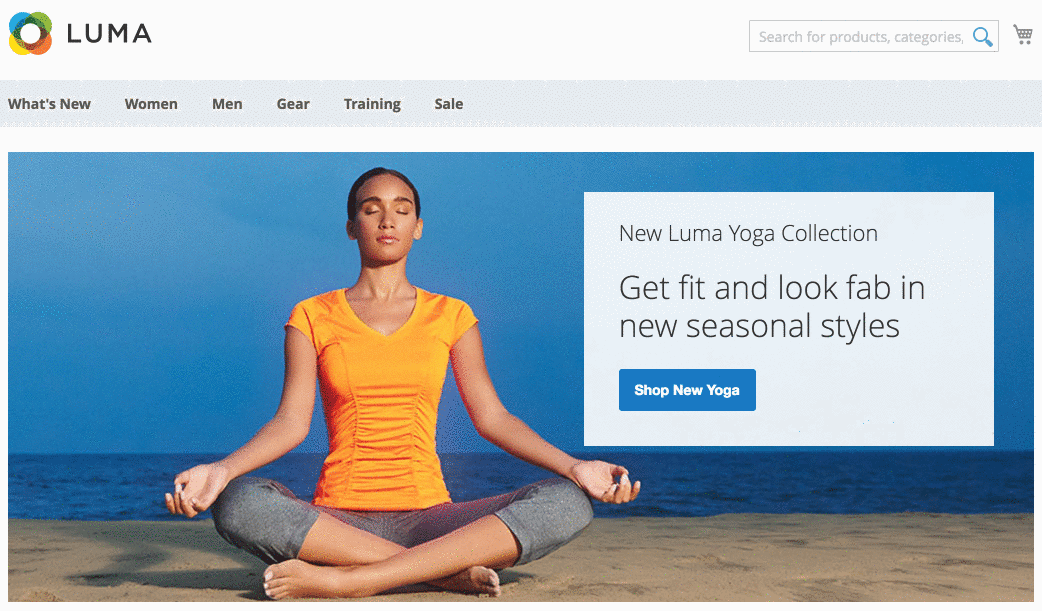 LUMA
Search for products, categories,
What's New Women Men Gear Training Sale
New Luma Yoga Collection
Get fit and look fab in
new seasonal styles
Shop New Yoga